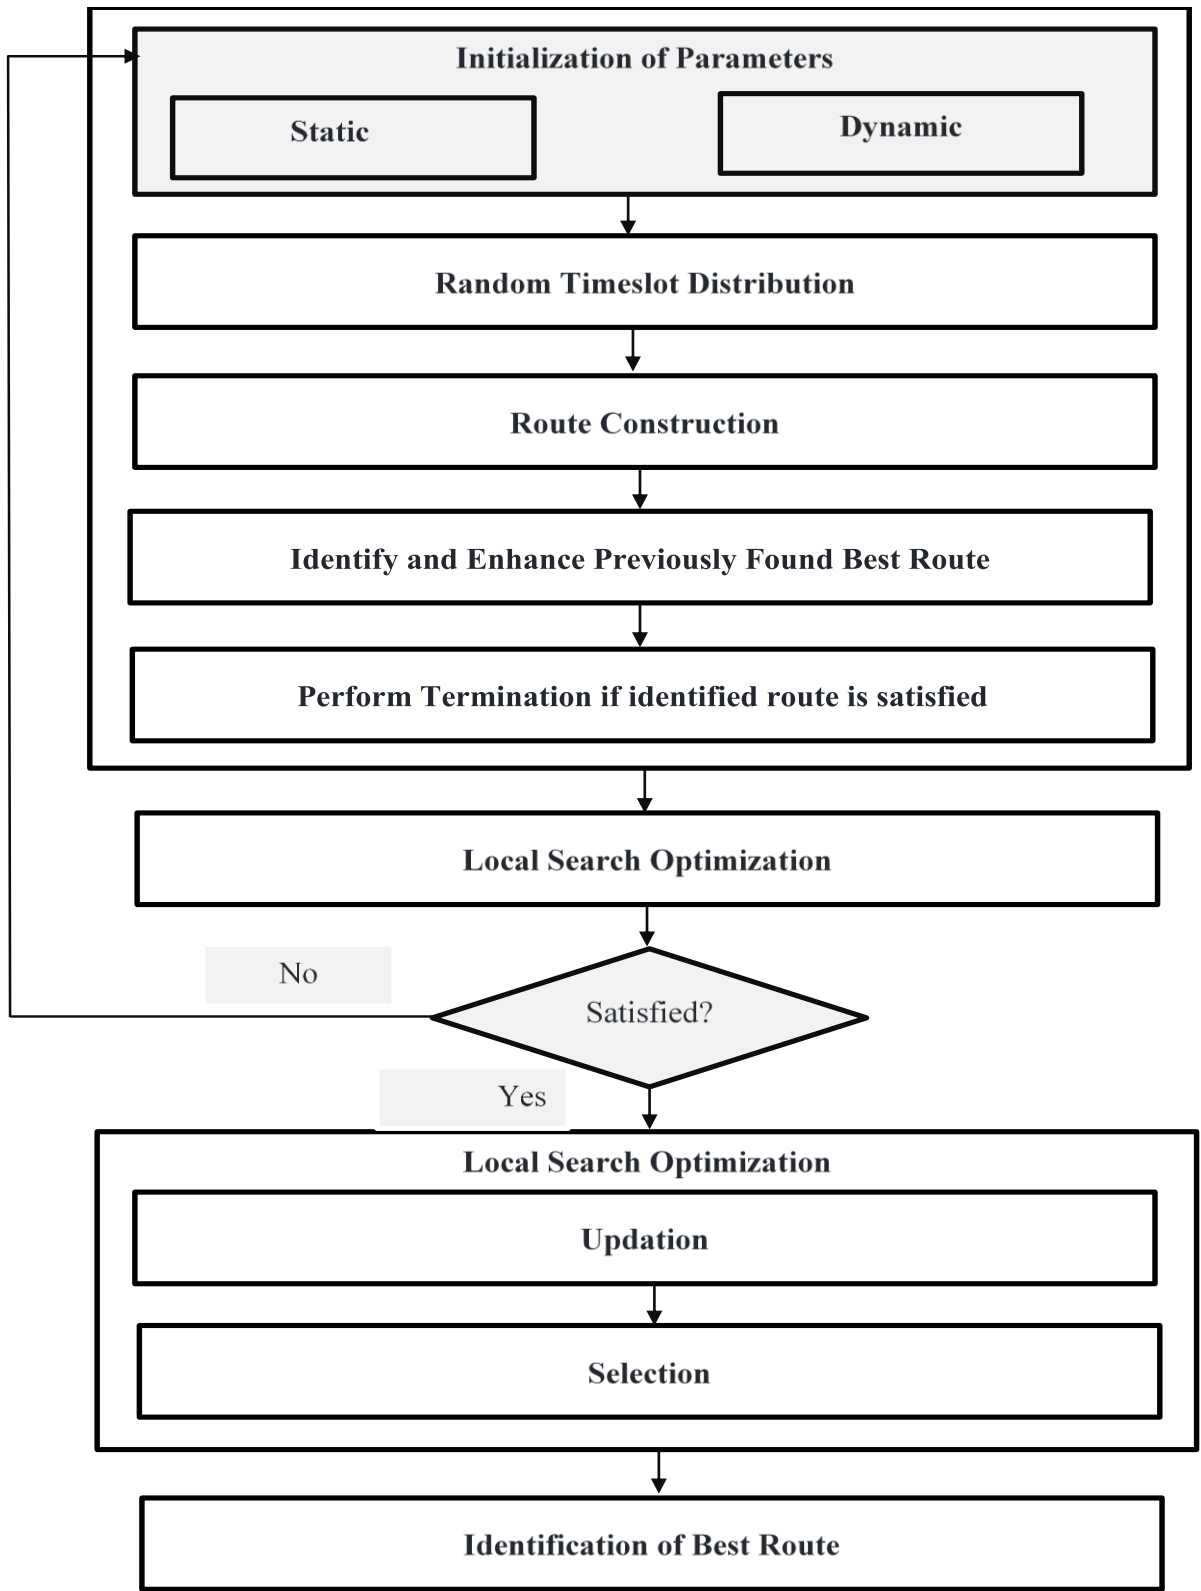 Initialization of Parameters
Static
Dynamic
Random Timeslot Distribution
Route Construction
Identify and Enhance Previously Found Best Route
Perform Termination if identified route is satisfied
Local Search Optimization
No
Satisfied?
Yes
Local Search Optimization
Updation
Selection
Identification of Best Route